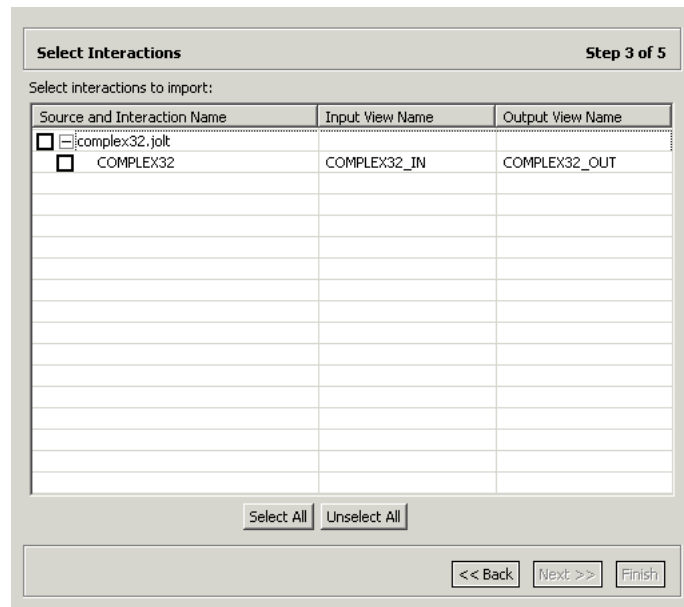 Select Interactions Step 3 of 5
Select interactions to import:
Source and Interaction Name Input View Name Output View Name
complex32.jolt
COMPLEX32 COMPLEX32_IN COMPLEX32_OUT
Select All Unselect All
<< Back Next >> Finish